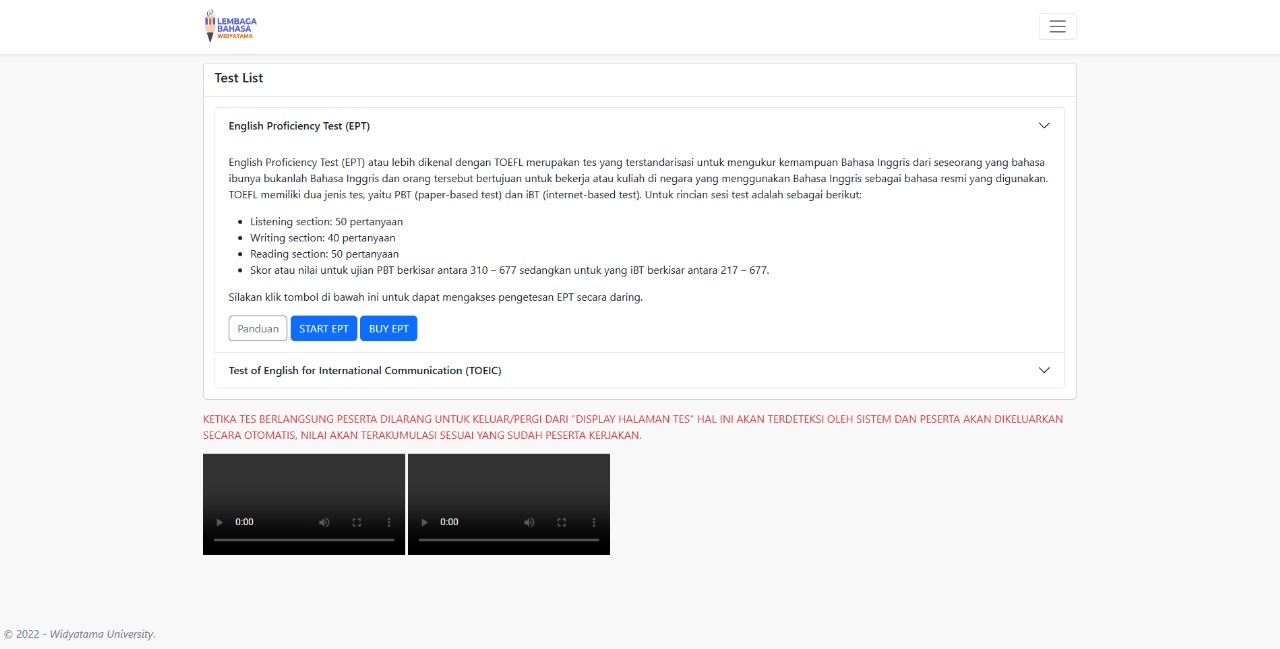 LEMBAGA
BAHASA
WIDYATAMA
Test List
English Proficiency Test (EPT)
English Proficiency Test (EPT) atau lebih dikenal dengan TOEFL merupakan tes yang terstandarisasi untuk mengukur kemampuan Bahasa Inggris dari seseorang yang bahasa
ibunya bukanlah Bahasa Inggris dan orang tersebut bertujuan untuk bekerja atau kuliah di negara yang menggunakan Bahasa Inggris sebagai bahasa resmi yang digunakan.
TOEFL memiliki dua jenis tes, yaitu PBT (paper-based test) dan iBT (internet-based test). Untuk rincian sesi test adalah sebagai berikut:
• Listening section: 50 pertanyaan
• Writing section: 40 pertanyaan
• Reading section: 50 pertanyaan
• Skor atau nilai untuk ujian PBT berkisar antara 310 – 677 sedangkan untuk yang iBT berkisar antara 217 – 677.
Silakan klik tombol di bawah ini untuk dapat mengakses pengetesan EPT secara daring.
Panduan START EPT BUY EPT
Test of English for International Communication (TOEIC)
KETIKA TES BERLANGSUNG PESERTA DILARANG UNTUK KELUAR/PERGI DARI "DISPLAY HALAMAN TES" HAL INI AKAN TERDETEKSI OLEH SISTEM DAN PESERTA AKAN DIKELUARKAN
SECARA OTOMATIS, NILAI AKAN TERAKUMULASI SESUAI YANG SUDAH PESERTA KERJAKAN.
0:00 0:00
© 2022 - Widyatama University.